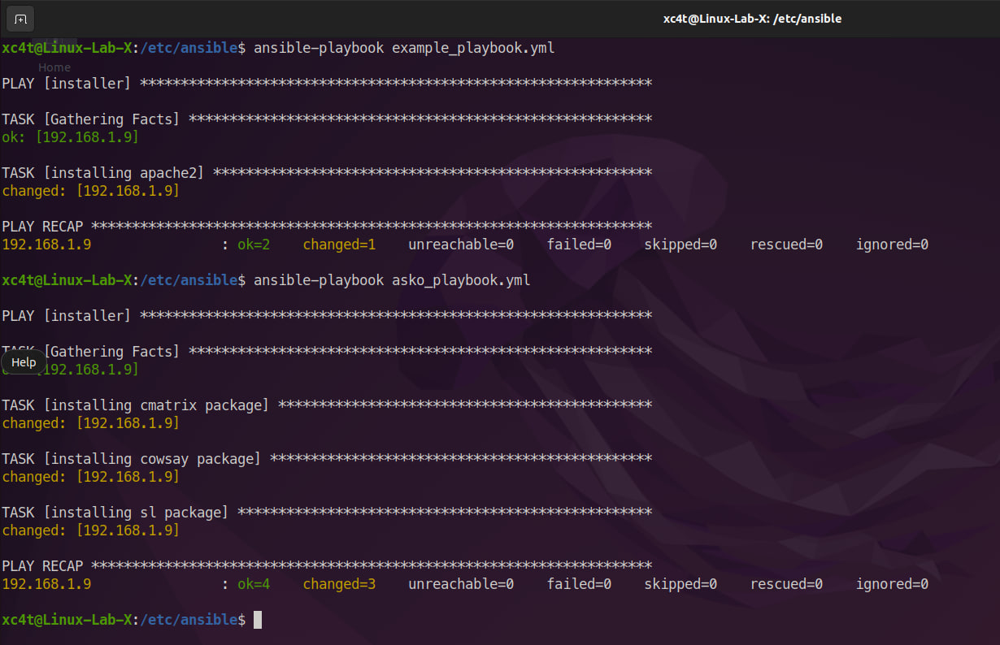 xc4t@Linux-Lab-X: /etc/ansible
xc4t@Linux-Lab-X:/etc/ansible$ ansible-playbook example_playbook.yml
Home
PLAY [installer] ***************************************************************
TASK [Gathering Facts] *********************************************************
ok: [192.168.1.9]
TASK [installing apache2] ******************************************************
changed: [192.168.1.9]
PLAY RECAP *********************************************************************
192.168.1.9 : ok=2 changed=1 unreachable=0 failed=0 skipped=0 rescued=0 ignored=0
xc4t@Linux-Lab-X:/etc/ansible$ ansible-playbook asko_playbook.yml
PLAY [installer] ***************************************************************
TASK [Gathering Facts] *********************************************************
Help
[192.168.1.9]
TASK [installing cmatrix package] **********************************************
changed: [192.168.1.9]
TASK [installing cowsay package] ***********************************************
changed: [192.168.1.9]
TASK [installing sl package] ***************************************************
changed: [192.168.1.9]
PLAY RECAP *********************************************************************
192.168.1.9 : ok=4 changed=3 unreachable=0 failed=0 skipped=0 rescued=0 ignored=0
xc4t@Linux-Lab-X:/etc/ansible$